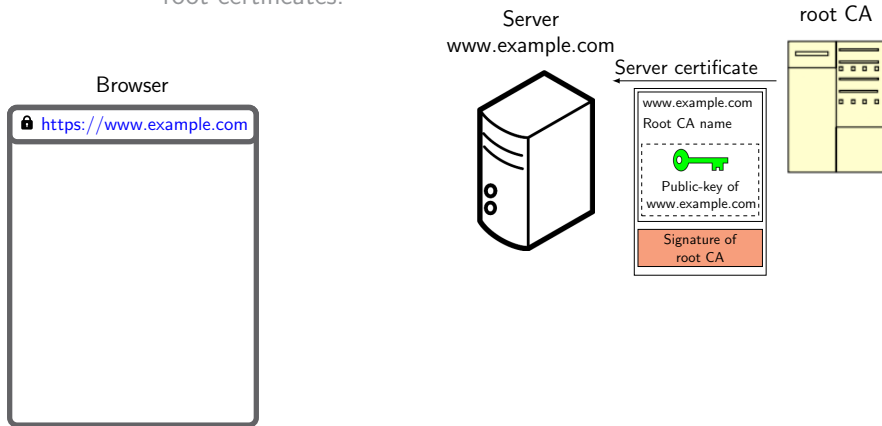 root certificates.
Server
www.example.com
root CA
Server certificate
Browser
https://www.example.com
www.example.com
Root CA name
Public-key of
www.example.com
Signature of
root CA